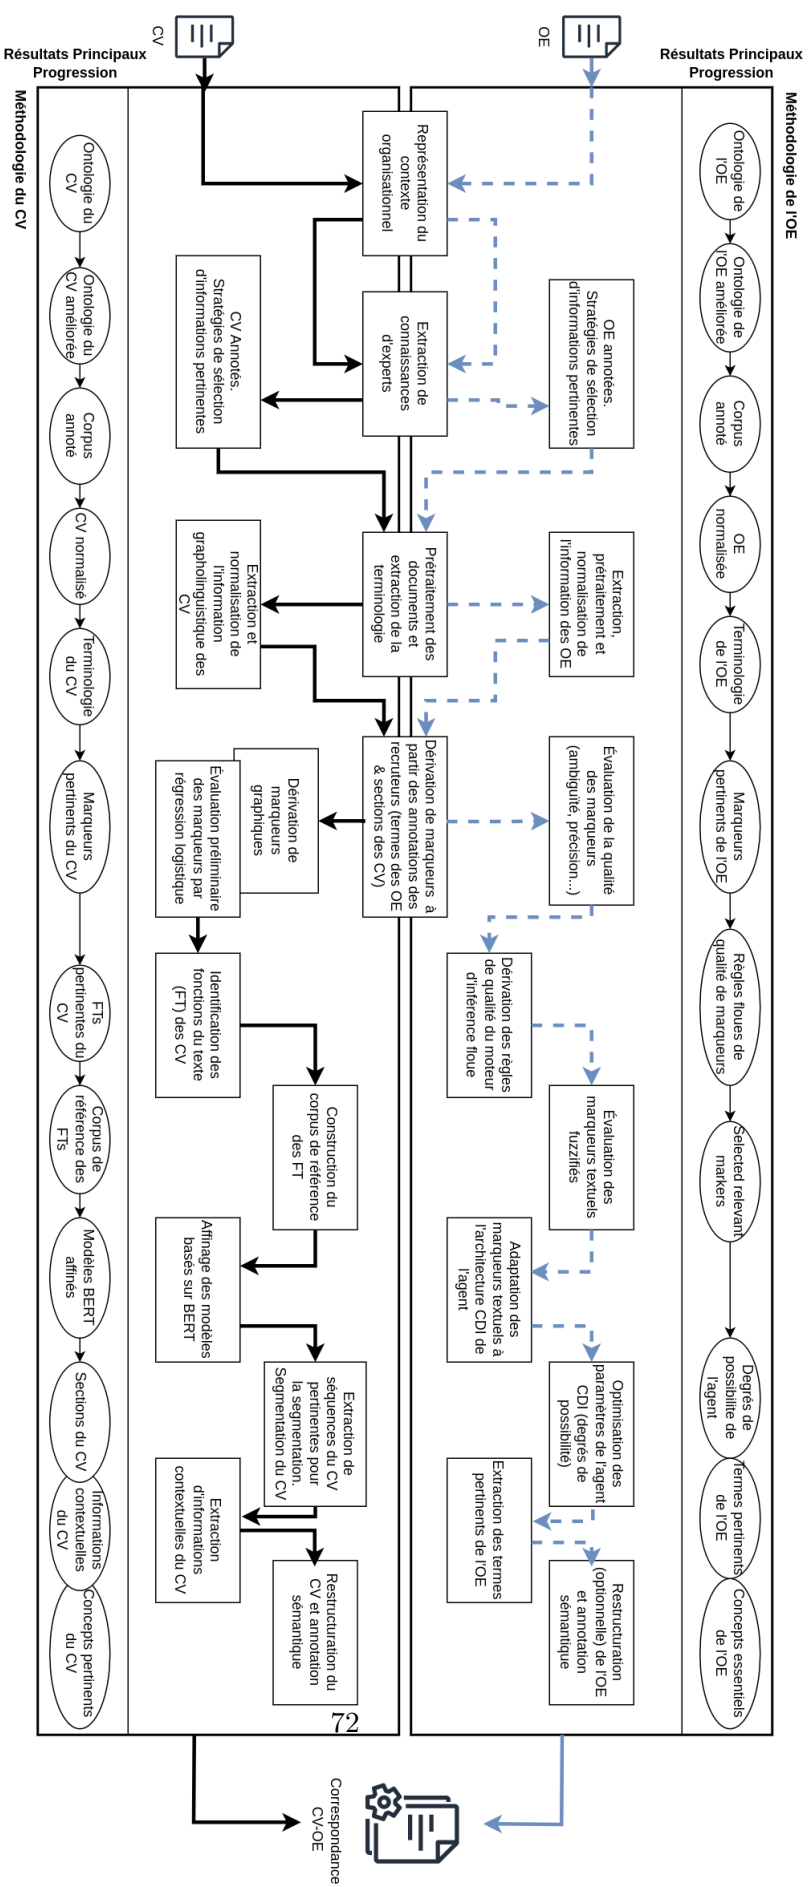 Résultats Principaux
Progression
Résultats Principaux
Progression
CV
OE
Méthodologie de l'OE
Ontologie de
l'OE
Ontologie de
l'OE améliorée
Corpus
annoté
OE
normalisée
Terminologie
de l'OE
Marqueurs
pertinents de l'OE
Règles floues de
qualité de marqueurs
Selected relevant
markers
Degrés de
possibilite de
l'agent
Termes pertinents
de l'OE
Concepts essentiels
de l'OE
OE annotées.
Stratégies de sélection
d'informations pertinentes
Extraction,
prétraitement et
normalisation de
l'information des OE
Évaluation de la qualité
des marqueurs
(ambiguïté, précision...)
Dérivation des règles
de qualité du moteur
d'inférence floue
Évaluation des
marqueurs textuels
fuzzifiés
Adaptation des
marqueurs textuels à
l'architecture CDI de
l'agent
Optimisation des
paramètres de l'agent
CDI (degrés de
possibilité)
Extraction des termes
pertinents de l'OE
Restructuration
(optionnelle) de l'OE
et annotation
sémantique
Représentation du
contexte
organisationnel
Extraction de
connaissances
d'experts
Prétraitement des
documents et
extraction de la
terminologie
Dérivation de marqueurs à
partir des annotations des
recruteurs (termes des OE
& sections des CV)
CV Annotés.
Stratégies de sélection
d'informations pertinentes
Extraction et
normalisation de
l'information
grapholinguistique des
CV
Dérivation de
marqueurs
graphiques
Évaluation préliminaire
des marqueurs par
régression logistique
Identification des
fonctions du texte
(FT) des CV
Construction du
corpus de référence
des FT
Affinage des modèles
basés sur BERT
Extraction de
séquences du CV
pertinentes pour
la segmentation.
Segmentation du CV
Extraction
d'informations
contextuelles du CV
Restructuration du
CV et annotation
sémantique
Méthodologie du CV
Ontologie du
CV
Ontologie du
CV améliorée
Corpus
annoté
CV normalisé
Terminologie
du CV
Marqueurs
pertinents du CV
FTs
pertinentes du
CV
Corpus de
référence des
FTs
Modèles BERT
affinés
Sections du CV
Informations
contextuelles
du CV
Concepts pertinents
du CV
72
Correspondance
CV-OE